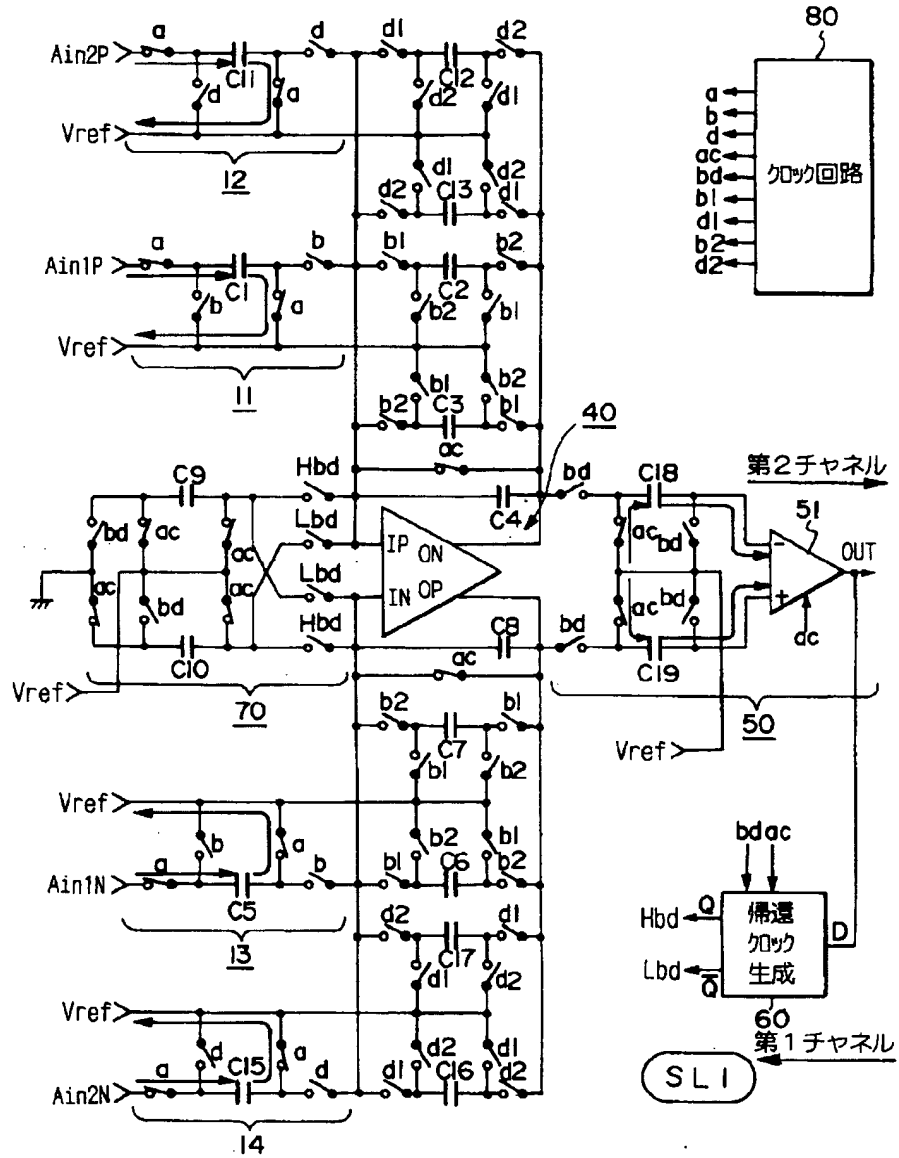 a d d1 d2
Ain2P C11 C12
d a d2 d1
Vref
12 d1 d2
d2 C13 d1
a b b1 b2
Ain1P C1 C2
b a b2 b1
Vref
11 b1 b2
b2 C3 b1
ac 40
C9 Hbd C4 bd C18 第2チャネル
bd ac ac Lbd IP ON ac bd - 51 OUT
ac bd ac Lbd IN OP ac bd + ac
C10 Hbd C8 bd C19
Vref 70 ac 50
Vref
b2 C7 b1
b1 b2
Vref
b a b2 b1
a b b1 C6 b2
Ain1N C5
13 d2 C17 d1
d1 d2
Vref
d a d2 d1
a C15 d d1 C16 d2
Ain2N
14
80
クロック回路
a
b
d
ac
bd
b1
d1
b2
d2
bd ac
Hbd Q 帰還
クロック D
Lbd Q 生成
60
第1チャネル
SL1